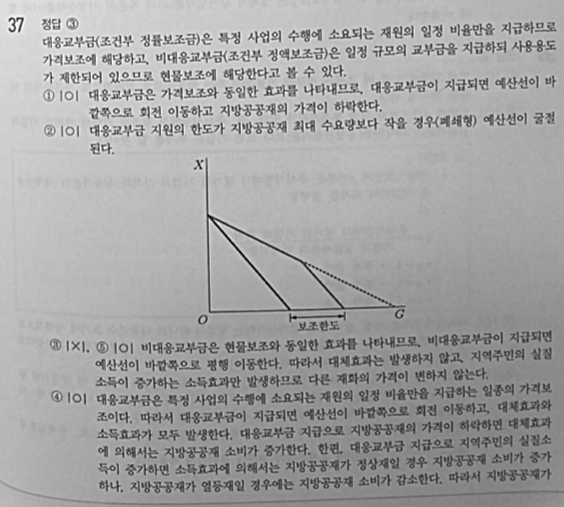 37 정답 ③
대응교부금(조건부 정률보조금)은 특정 사업의 수행에 소요되는 재원의 일정 비율만을 지급하므로
가격보조에 해당하고, 비대응교부금(조건부 정액보조금)은 일정 규모의 교부금을 지급하되 사용용도
가 제한되어 있으므로 현물보조에 해당한다고 볼 수 있다.
① |O| 대응교부금은 가격보조와 동일한 효과를 나타내므로, 대응교부금이 지급되면 예산선이 바
깥쪽으로 회전 이동하고 지방공공재의 가격이 하락한다.
② |O| 대응교부금 지원의 한도가 지방공공재 최대 수요량보다 작을 경우(폐쇄형) 예산선이 굴절
된다.
X
O
G
보조한도
③ |×|, ⑤ |O| 비대응교부금은 현물보조와 동일한 효과를 나타내므로, 비대응교부금이 지급되면
예산선이 바깥쪽으로 평행 이동한다. 따라서 대체효과는 발생하지 않고, 지역주민의 실질
소득이 증가하는 소득효과만 발생하므로 다른 재화의 가격이 변하지 않는다.
④ |O| 대응교부금은 특정 사업의 수행에 소요되는 재원의 일정 비율만을 지급하는 일종의 가격보
조이다. 따라서 대응교부금이 지급되면 예산선이 바깥쪽으로 회전 이동하고, 대체효과와
소득효과가 모두 발생한다. 대응교부금 지급으로 지방공공재의 가격이 하락하면 대체효과
에 의해서는 지방공공재 소비가 증가한다. 한편, 대응교부금 지급으로 지역주민의 실질소
득이 증가하면 소득효과에 의해서는 지방공공재가 정상재일 경우 지방공공재 소비가 증가
하나, 지방공공재가 열등재일 경우에는 지방공공재 소비가 감소한다. 따라서 지방공공재가